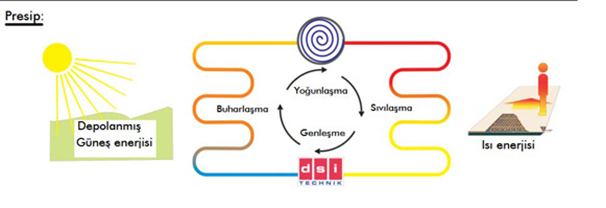 Presip:
Depolanmış
Güneş enerjisi
Buharlaşma
Yoğunlaşma
Sıvılaşma
Genleşme
dsi
TECHNIK
Isı enerjisi